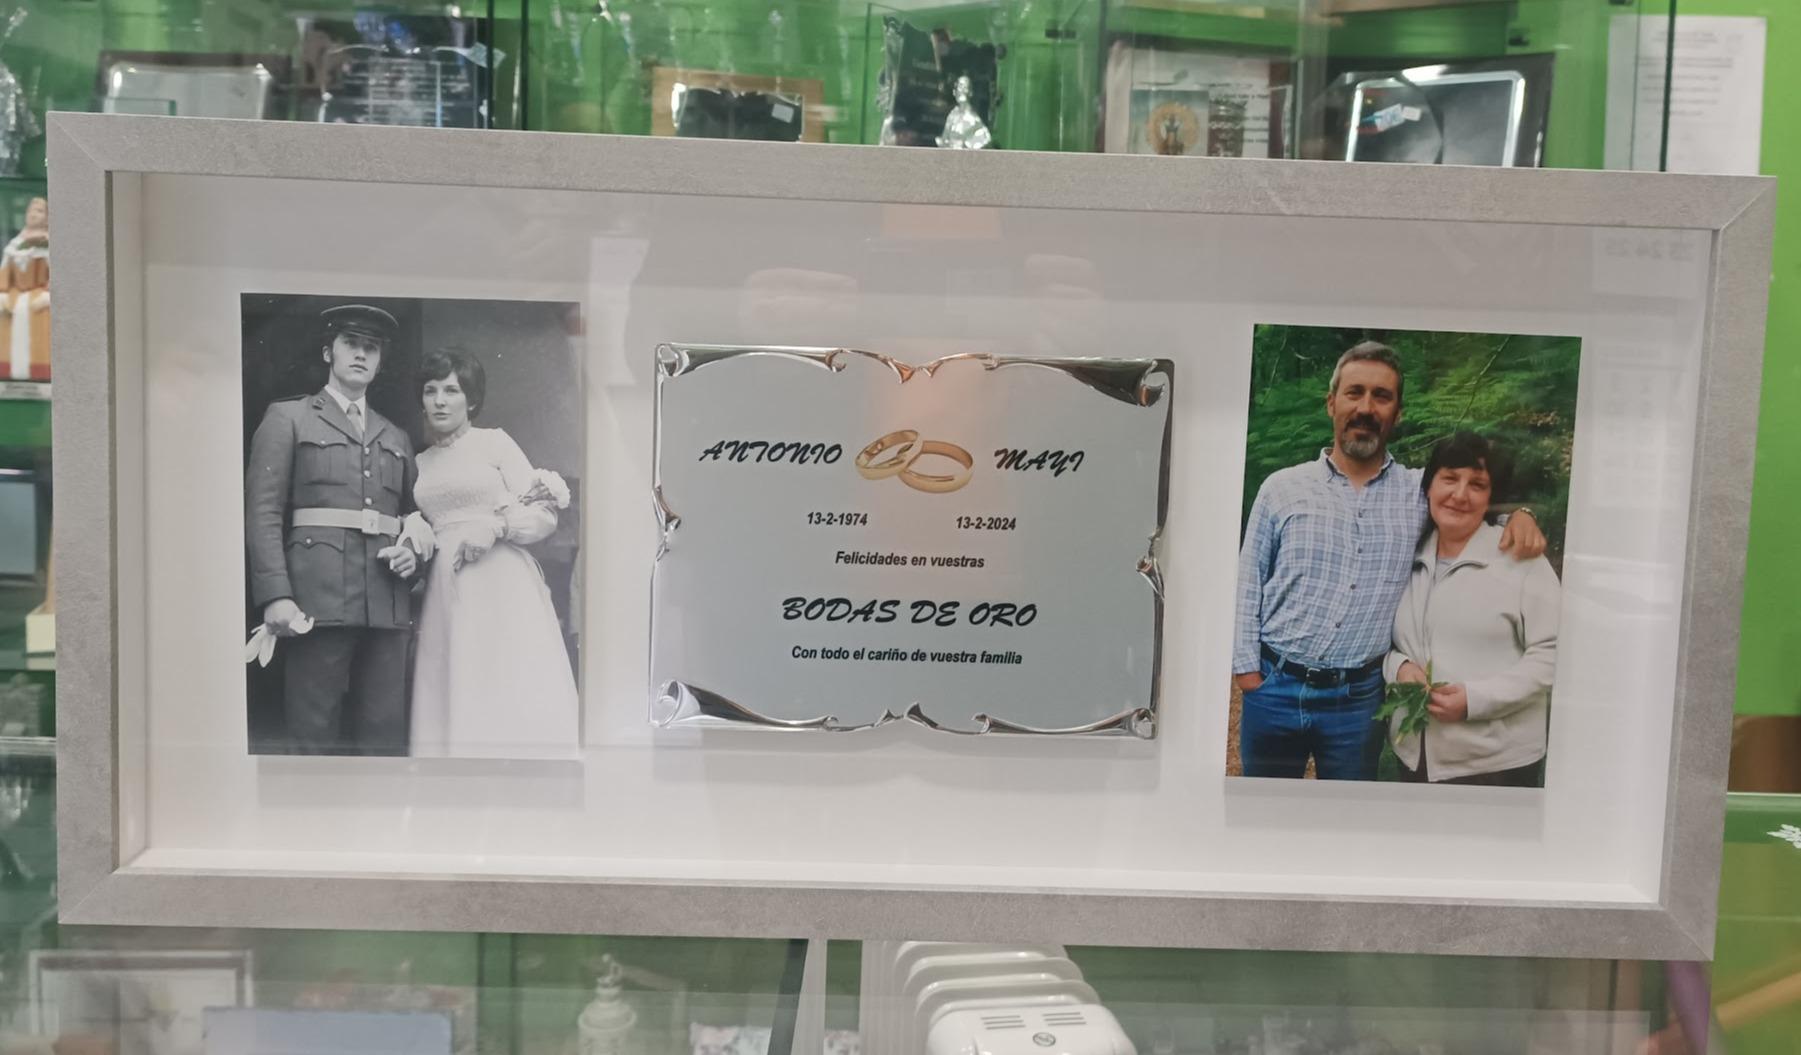 ANTONIO MAYI
13-2-1974 13-2-2024
Felicidades en vuestras
BODAS DE ORO
Con todo el cariño de vuestra familia